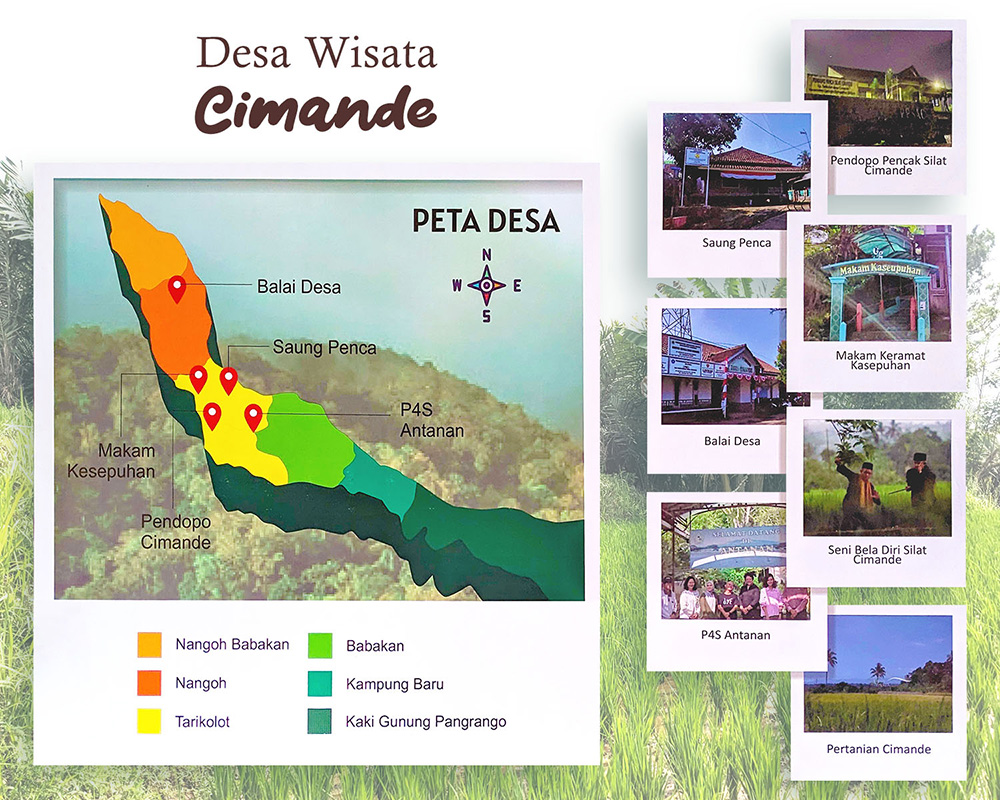 Desa Wisata
Cimande
PETA DESA
N
W E
S
Balai Desa
Saung Penca
P4S
Antanan
Makam
Kesepuhan
Pendopo
Cimande
Nangoh Babakan
Nangoh
Tarikolot
Babakan
Kampung Baru
Kaki Gunung Pangrango
Pendopo Pencak Silat
Cimande
Saung Penca
Makam Kaseupuhan
Makam Keramat
Kasepuhan
Balai Desa
Seni Bela Diri Silat
Cimande
SELAMAT DATANG
DI
ANTANAN
P4S Antanan
Pertanian Cimande